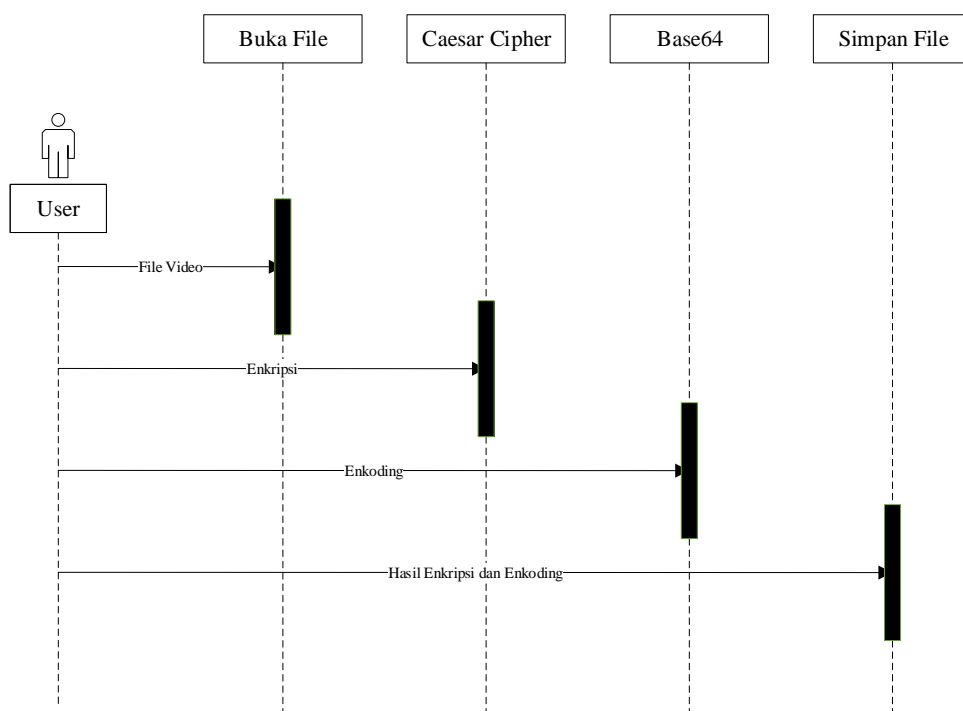 Buka File
Caesar Cipher
Base64
Simpan File
User
File Video
Enkripsi
Enkoding
Hasil Enkripsi dan Enkoding